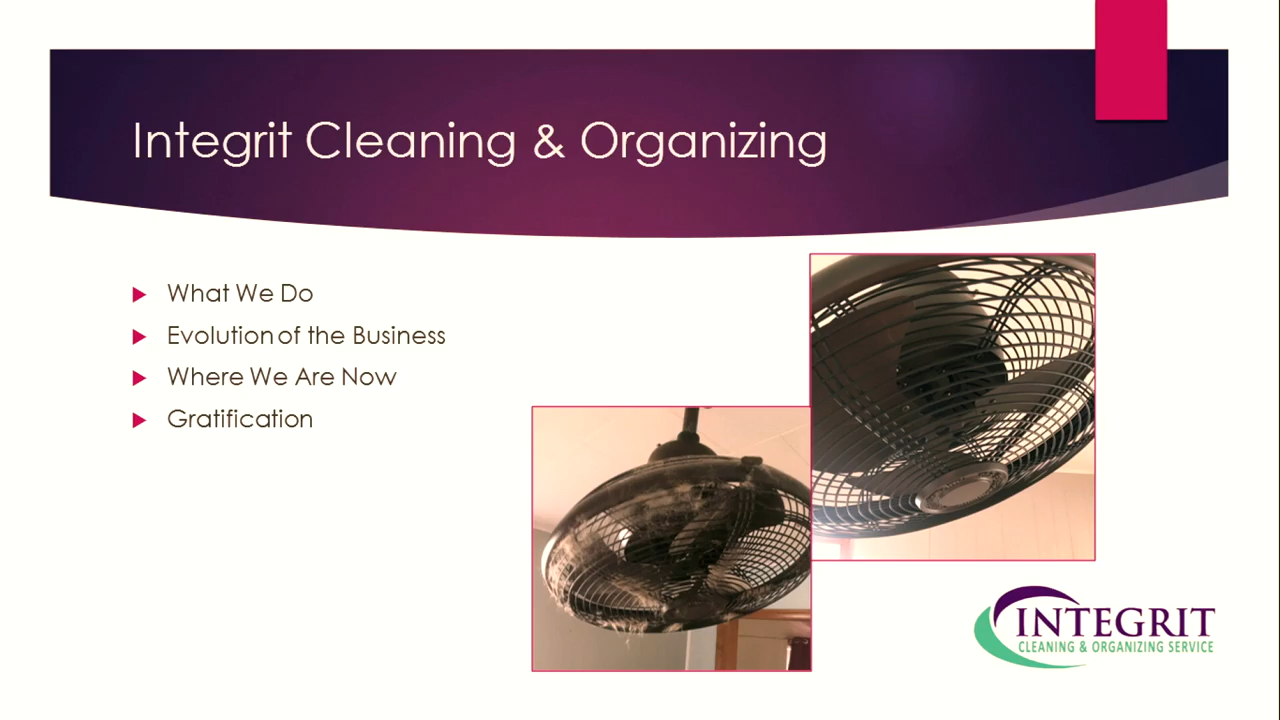 Integrit Cleaning & Organizing
What We Do
Evolution of the Business
Where We Are Now
Gratification
INTEGRIT
CLEANING & ORGANIZING SERVICE